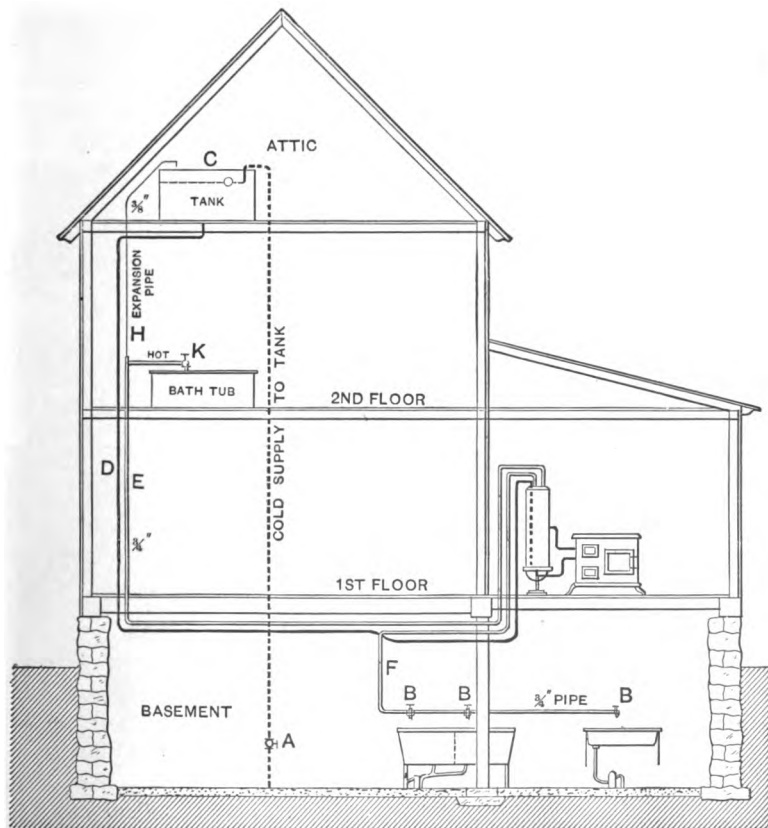 ATTIC
C
TANK
3/8"
EXPANSION PIPE
H
HOT
K
BATH TUB
2ND FLOOR
COLD SUPPLY TO TANK
D
E
3/4"
1ST FLOOR
F
B B B
3/4" PIPE
BASEMENT
A